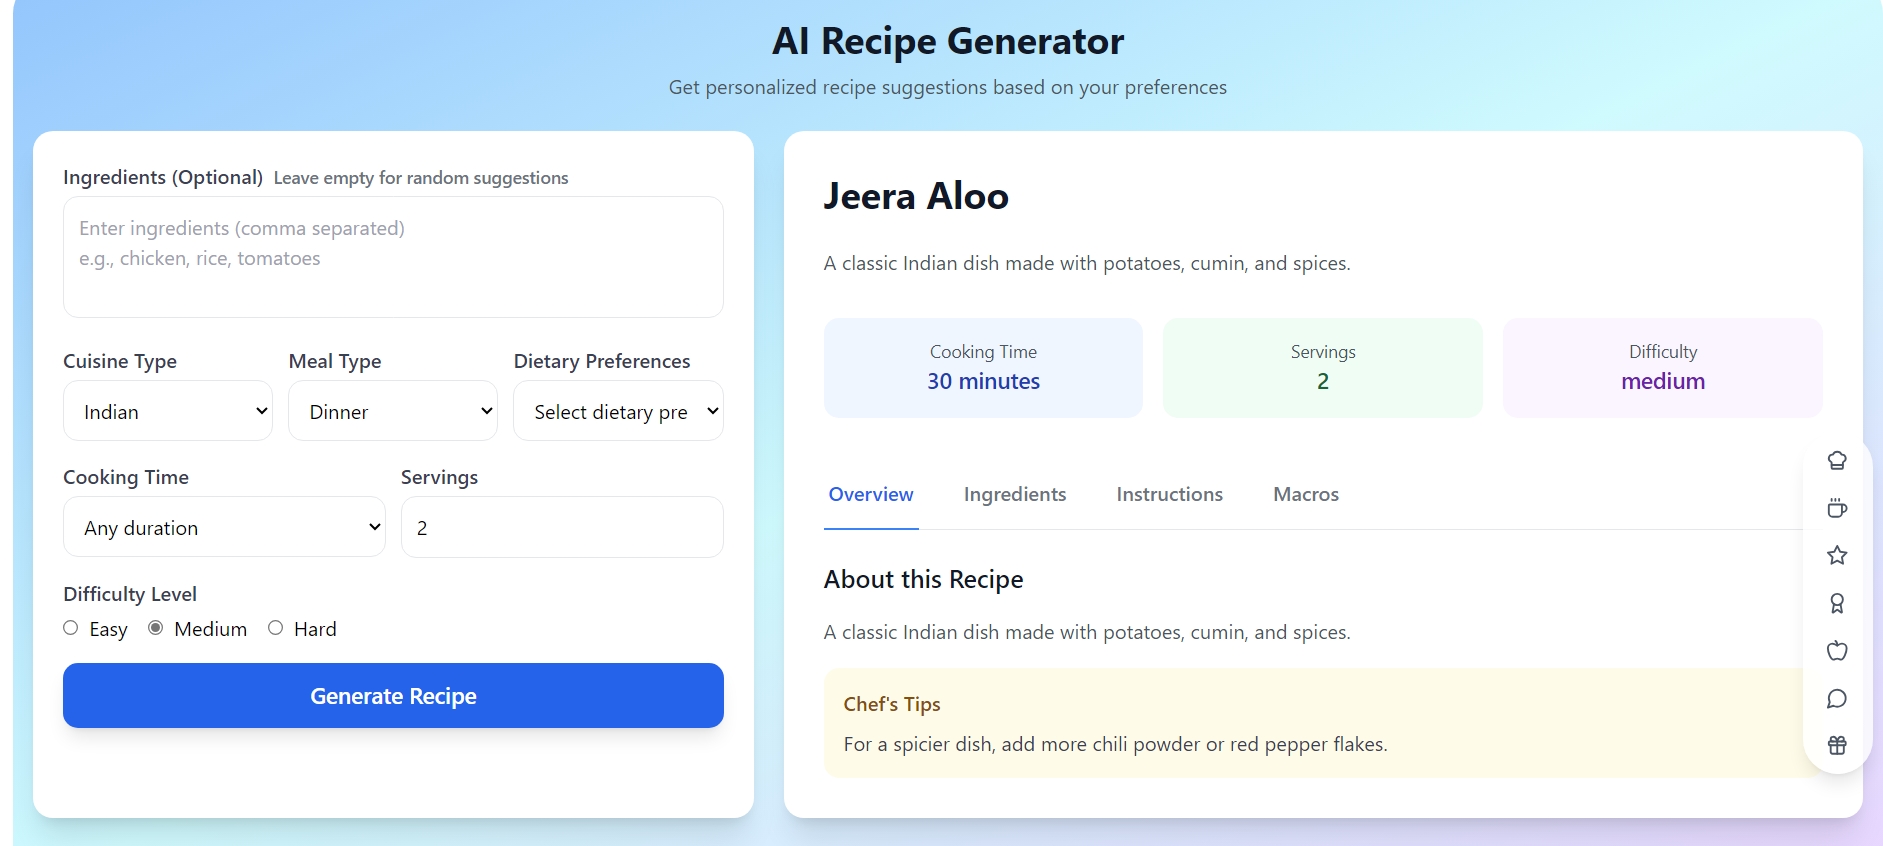 AI Recipe Generator
Get personalized recipe suggestions based on your preferences
Ingredients (Optional) Leave empty for random suggestions
Enter ingredients (comma separated)
e.g., chicken, rice, tomatoes
Cuisine Type Meal Type Dietary Preferences
Indian Dinner Select dietary pre
Cooking Time Servings
Any duration 2
Difficulty Level
Easy Medium Hard
Generate Recipe
Jeera Aloo
A classic Indian dish made with potatoes, cumin, and spices.
Cooking Time Servings Difficulty
30 minutes 2 medium
Overview Ingredients Instructions Macros
About this Recipe
A classic Indian dish made with potatoes, cumin, and spices.
Chef's Tips
For a spicier dish, add more chili powder or red pepper flakes.